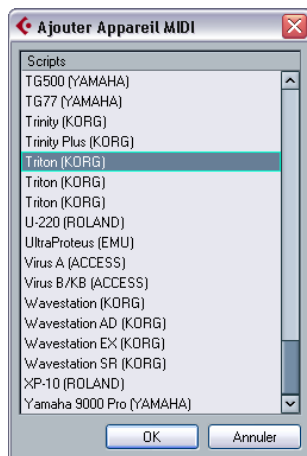 Ajouter Appareil MIDI
Scripts
TG500 (YAMAHA)
TG77 (YAMAHA)
Trinity (KORG)
Trinity Plus (KORG)
Triton (KORG)
Triton (KORG)
Triton (KORG)
U-220 (ROLAND)
UltraProteus (EMU)
Virus A (ACCESS)
Virus B/KB (ACCESS)
Wavestation (KORG)
Wavestation AD (KORG)
Wavestation EX (KORG)
Wavestation SR (KORG)
XP-10 (ROLAND)
Yamaha 9000 Pro (YAMAHA)
OK Annuler